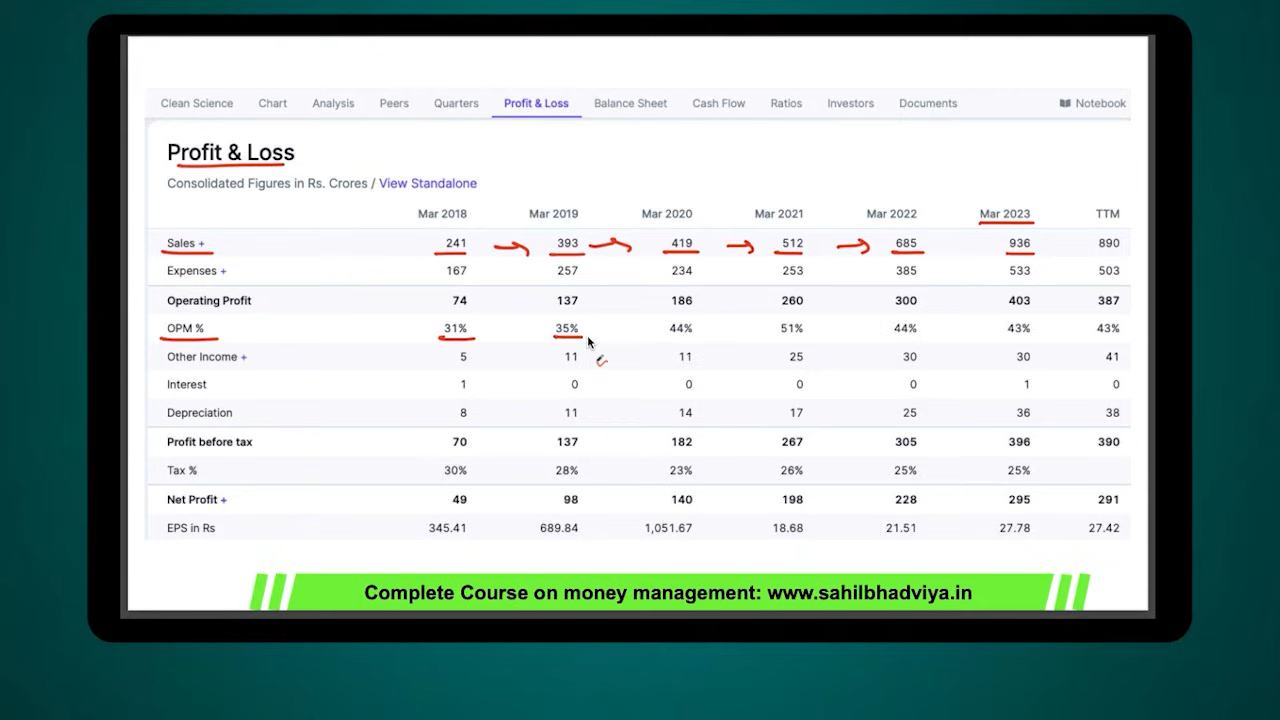 Clean Science Chart Analysis Peers Quarters Profit & Loss Balance Sheet Cash Flow Ratios Investors Documents Notebook
Profit & Loss
Consolidated Figures in Rs. Crores / View Standalone
Mar 2018 Mar 2019 Mar 2020 Mar 2021 Mar 2022 Mar 2023 TTM
Sales + 241 393 419 512 685 936 890
Expenses + 167 257 234 253 385 533 503
Operating Profit 74 137 186 260 300 403 387
OPM % 31% 35% 44% 51% 44% 43% 43%
Other Income + 5 11 11 25 30 30 41
Interest 1 0 0 0 0 1 0
Depreciation 8 11 14 17 25 36 38
Profit before tax 70 137 182 267 305 396 390
Tax % 30% 28% 23% 26% 25% 25%
Net Profit + 49 98 140 198 228 295 291
EPS in Rs 345.41 689.84 1,051.67 18.68 21.51 27.78 27.42
Complete Course on money management: www.sahilbhadviya.in